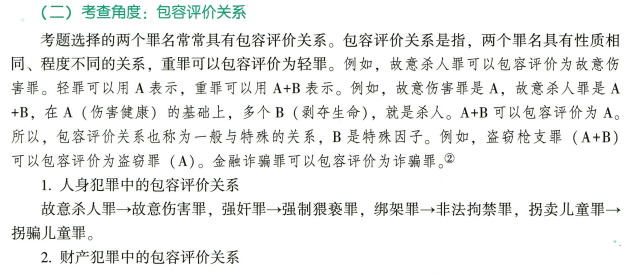 （二）考查角度：包容评价关系
考题选择的两个罪名常常具有包容评价关系。包容评价关系是指，两个罪名具有性质相
同、程度不同的关系，重罪可以包容评价为轻罪。例如，故意杀人罪可以包容评价为故意伤
害罪。轻罪可以用 A 表示，重罪可以用 A+B 表示。例如，故意伤害罪是 A，故意杀人罪是 A
+B，在 A（伤害健康）的基础上，多个 B（剥夺生命），就是杀人。A+B 可以包容评价为 A。
所以，包容评价关系也称为一般与特殊的关系，B 是特殊因子。例如，盗窃枪支罪（A+B）
可以包容评价为盗窃罪（A）。金融诈骗罪可以包容评价为诈骗罪。②
1. 人身犯罪中的包容评价关系
故意杀人罪→故意伤害罪，强奸罪→强制猥亵罪，绑架罪→非法拘禁罪，拐卖儿童罪→
拐骗儿童罪。
2. 财产犯罪中的包容评价关系